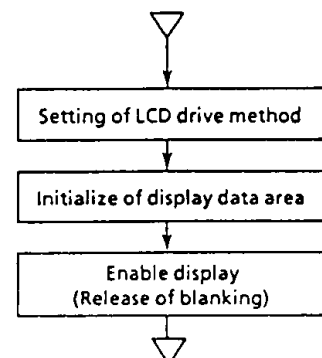 Setting of LCD drive method
Initialize of display data area
Enable display
(Release of blanking)